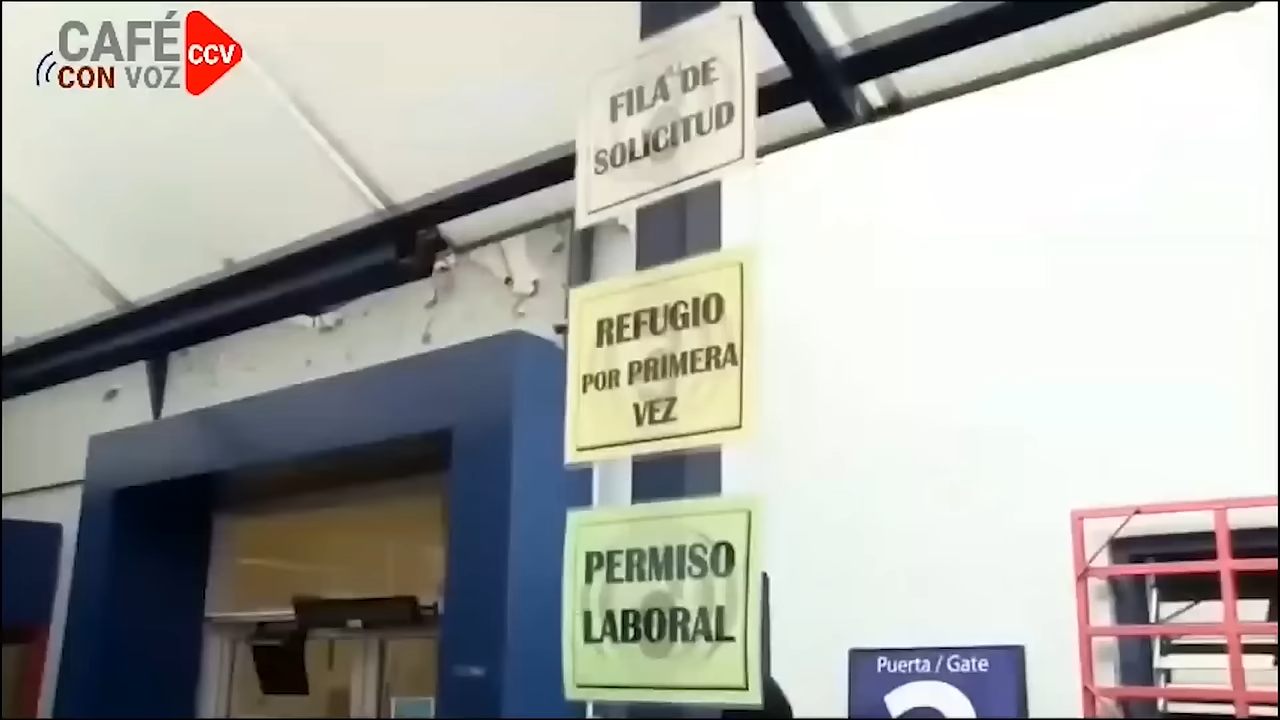 CAFÉ
CON VOZ
CCV
FILA DE
SOLICITUD
REFUGIO
POR PRIMERA
VEZ
PERMISO
LABORAL
Puerta / Gate